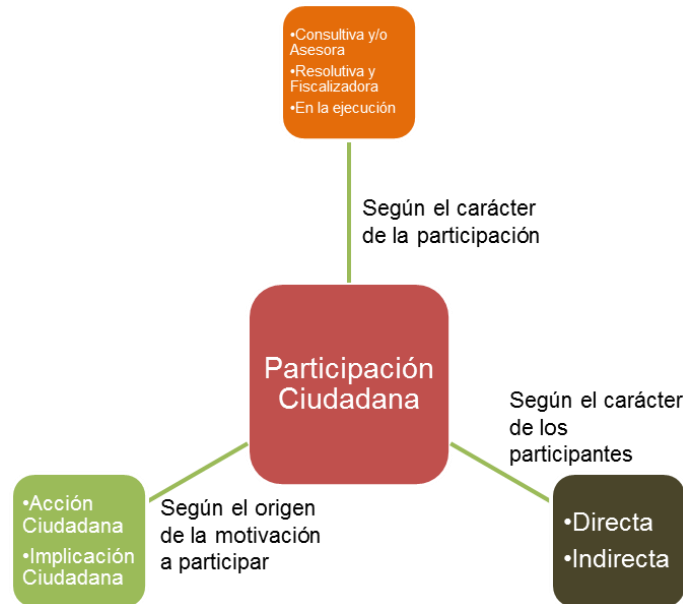 •Consultiva y/o
Asesora
•Resolutiva y
Fiscalizadora
•En la ejecución
Según el carácter
de la participación
Participación
Ciudadana
Según el carácter
de los
participantes
•Acción
Ciudadana
•Implicación
Ciudadana
Según el origen
de la motivación
a participar
•Directa
•Indirecta